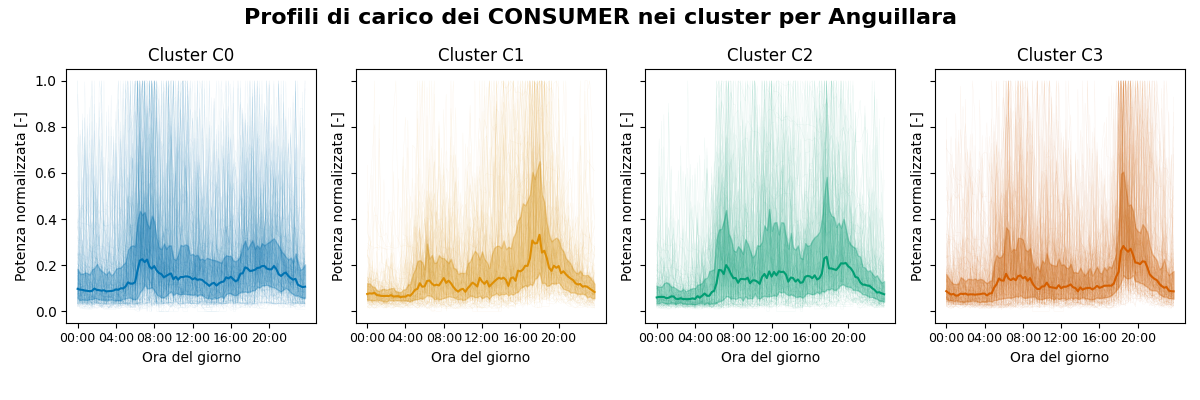 Profili di carico dei CONSUMER nei cluster per Anguillara
Cluster C0
Cluster C1
Cluster C2
Cluster C3
Potenza normalizzata [-]
1.0
0.8
0.6
0.4
0.2
0.0
Potenza normalizzata [-]
Potenza normalizzata [-]
Potenza normalizzata [-]
00:00 04:00 08:00 12:00 16:00 20:00
00:00 04:00 08:00 12:00 16:00 20:00
00:00 04:00 08:00 12:00 16:00 20:00
00:00 04:00 08:00 12:00 16:00 20:00
Ora del giorno
Ora del giorno
Ora del giorno
Ora del giorno